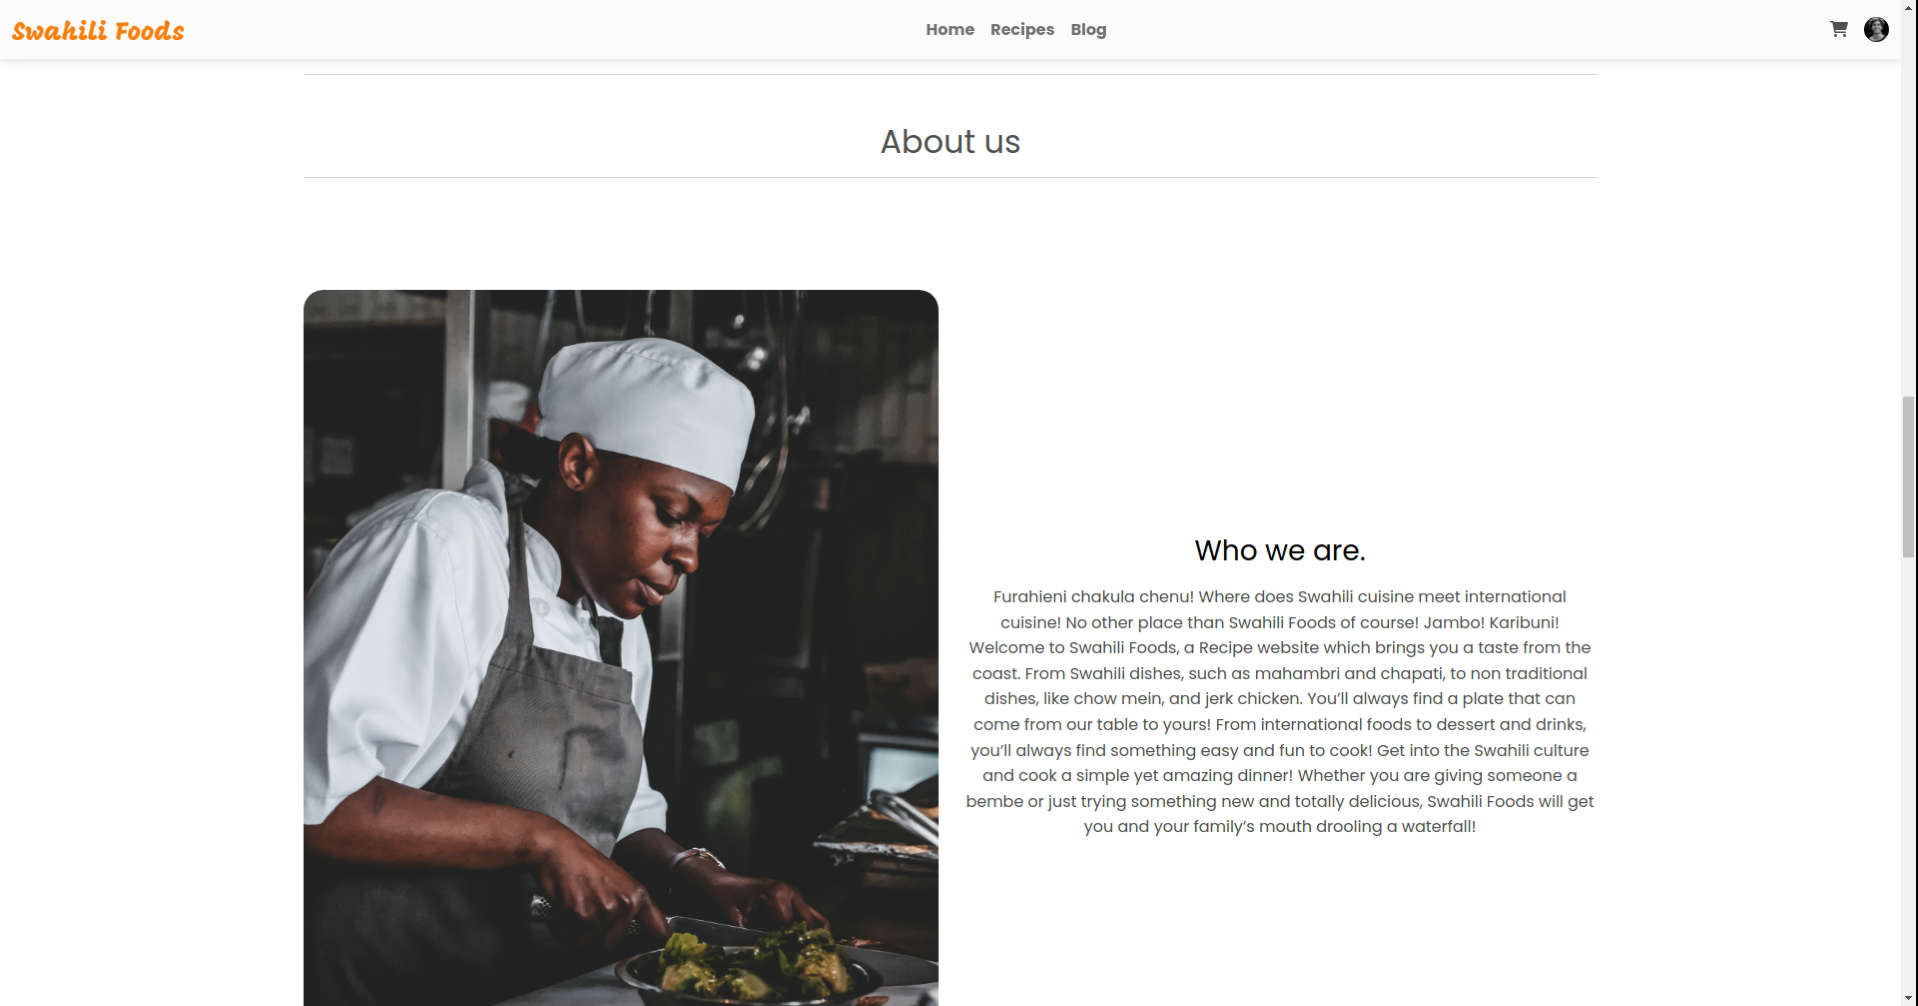 Swahili Foods
Home Recipes Blog
About us
Who we are.
Furahieni chakula chenu! Where does Swahili cuisine meet international
cuisine! No other place than Swahili Foods of course! Jambo! Karibuni!
Welcome to Swahili Foods, a Recipe website which brings you a taste from the
coast. From Swahili dishes, such as mahambri and chapati, to non traditional
dishes, like chow mein, and jerk chicken. You’ll always find a plate that can
come from our table to yours! From international foods to dessert and drinks,
you’ll always find something easy and fun to cook! Get into the Swahili culture
and cook a simple yet amazing dinner! Whether you are giving someone a
bembe or just trying something new and totally delicious, Swahili Foods will get
you and your family’s mouth drooling a waterfall!